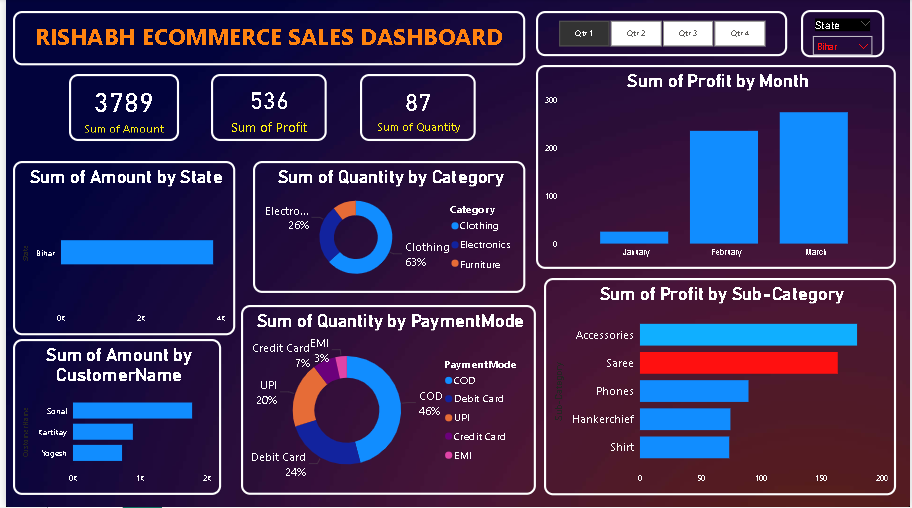 RISHABH ECOMMERCE SALES DASHBOARD
Qtr 1
Qtr 2
Qtr 3
Qtr 4
State
Bihar
3789
Sum of Amount
536
Sum of Profit
87
Sum of Quantity
Sum of Profit by Month
300
200
100
0
January
February
March
Sum of Amount by State
State
Bihar
0K
2K
4K
Sum of Quantity by Category
Electro...
26%
Clothing
63%
Category
Clothing
Electronics
Furniture
Sum of Profit by Sub-Category
Accessories
Saree
Phones
Hankerchief
Shirt
0
50
100
150
200
Sum of Quantity by PaymentMode
Credit Card
7%
EMI
3%
UPI
20%
COD
46%
Debit Card
24%
PaymentMode
COD
Debit Card
UPI
Credit Card
EMI
Sum of Amount by
CustomerName
Sonal
Kartikay
Yogesh
0K
1K
2K